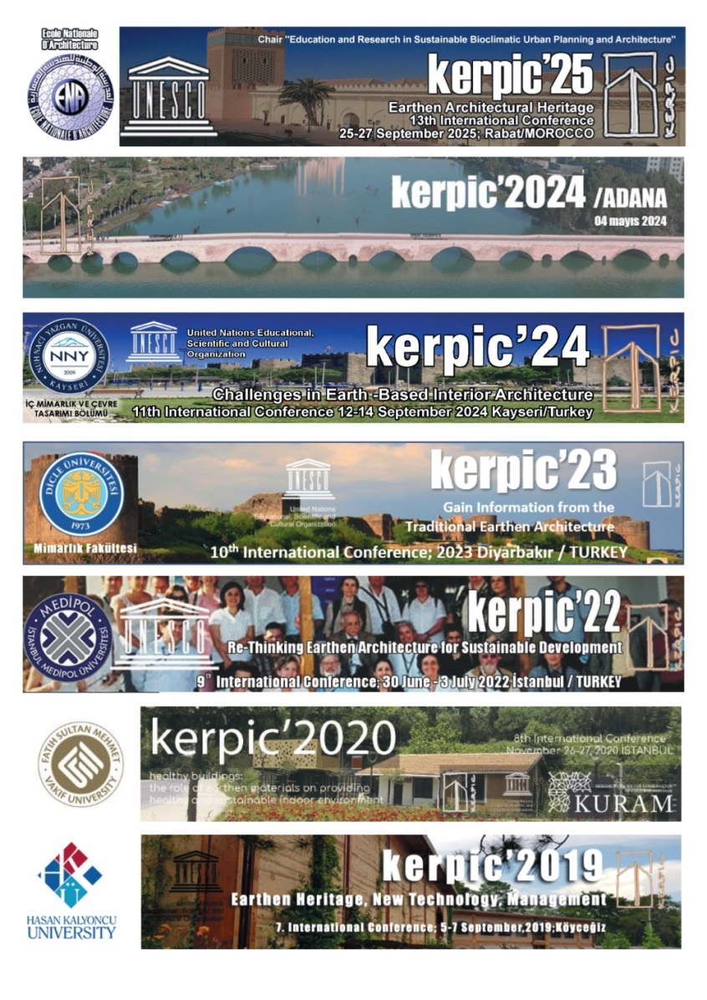 Ecole Nationale
D'Architecture
المدرسة الوطنية للهندسة المعمارية
ENA
ECOLE NATIONALE D'ARCHITECTURE
Chair "Education and Research in Sustainable Bioclimatic Urban Planning and Architecture"
UNESCO
kerpic'25
Earthen Architectural Heritage
13th International Conference
25-27 September 2025; Rabat/MOROCCO
KERPIC
KERPIC
kerpic'2024 /ADANA
04 mayıs 2024
NUH NACİ YAZGAN ÜNİVERSİTESİ
NNY
2009
KAYSERİ
İÇ MİMARLIK VE ÇEVRE
TASARIMI BÖLÜMÜ
UNESCO
United Nations Educational,
Scientific and Cultural
Organization
kerpic'24
Challenges in Earth -Based Interior Architecture
11th International Conference 12-14 September 2024 Kayseri/Turkey
KERPIC
DİCLE ÜNİVERSİTESİ
1973
Mimarlık Fakültesi
UNESCO
United Nations
Educational, Scientific and
Cultural Organization
kerpic'23
Gain Information from the
Traditional Earthen Architecture
10th International Conference; 2023 Diyarbakır / TURKEY
KERPIC
MEDİPOL
İSTANBUL MEDİPOL ÜNİVERSİTESİ
UNESCO
kerpic'22
Re-Thinking Earthen Architecture for Sustainable Development
9th International Conference; 30 June - 3 July 2022 İstanbul / TURKEY
KERPIC
FATIH SULTAN MEHMET
VAKIF UNIVERSITY
kerpic'2020
8th International Conference
November 26-27, 2020 İSTANBUL
healthy buildings:
the role of earthen materials on providing
healthy and sustainable indoor environment
KERPIC
UNESCO
KURAM
HASAN KALYONCU
UNIVERSITY
UNESCO
kerpic'2019
Earthen Heritage, New Technology, Management
7. International Conference; 5-7 September,2019;Köyceğiz
KERPIC